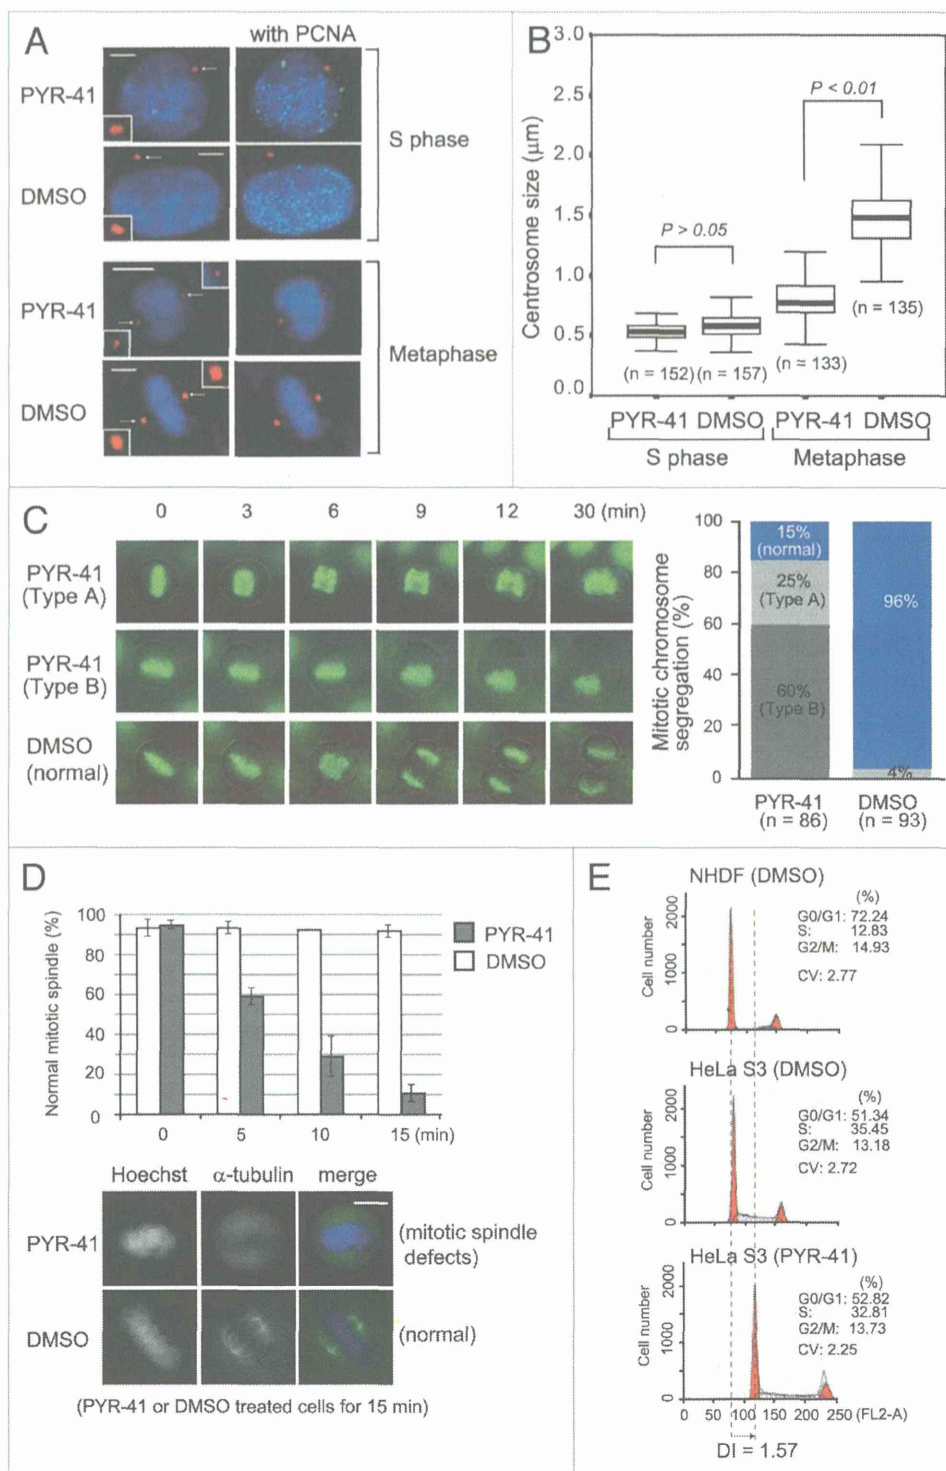 A
with PCNA
PYR-41
DMSO
S phase
PYR-41
DMSO
Metaphase
B
Centrosome size (μm)
3.0
2.5
2.0
1.5
1.0
0.5
0.0
P < 0.01
P > 0.05
(n = 152)
(n = 157)
(n = 133)
(n = 135)
PYR-41 DMSO PYR-41 DMSO
S phase Metaphase
C
0 3 6 9 12 30 (min)
PYR-41
(Type A)
PYR-41
(Type B)
DMSO
(normal)
Mitotic chromosome
segregation (%)
100
80
60
40
20
0
15%
(normal)
25%
(Type A)
60%
(Type B)
96%
4%
PYR-41
(n = 86)
DMSO
(n = 93)
D
Normal mitotic spindle (%)
100
80
60
40
20
0
0 5 10 15 (min)
PYR-41
DMSO
Hoechst α-tubulin merge
PYR-41
(mitotic spindle
defects)
DMSO
(normal)
(PYR-41 or DMSO treated cells for 15 min)
E
NHDF (DMSO)
Cell number
0 1000 2000
(%)
G0/G1: 72.24
S: 12.83
G2/M: 14.93
CV: 2.77
HeLa S3 (DMSO)
Cell number
0 1000 2000
(%)
G0/G1: 51.34
S: 35.45
G2/M: 13.18
CV: 2.72
HeLa S3 (PYR-41)
Cell number
0 1000 2000
(%)
G0/G1: 52.82
S: 32.81
G2/M: 13.73
CV: 2.25
0 50 100 150 200 250 (FL2-A)
DI = 1.57